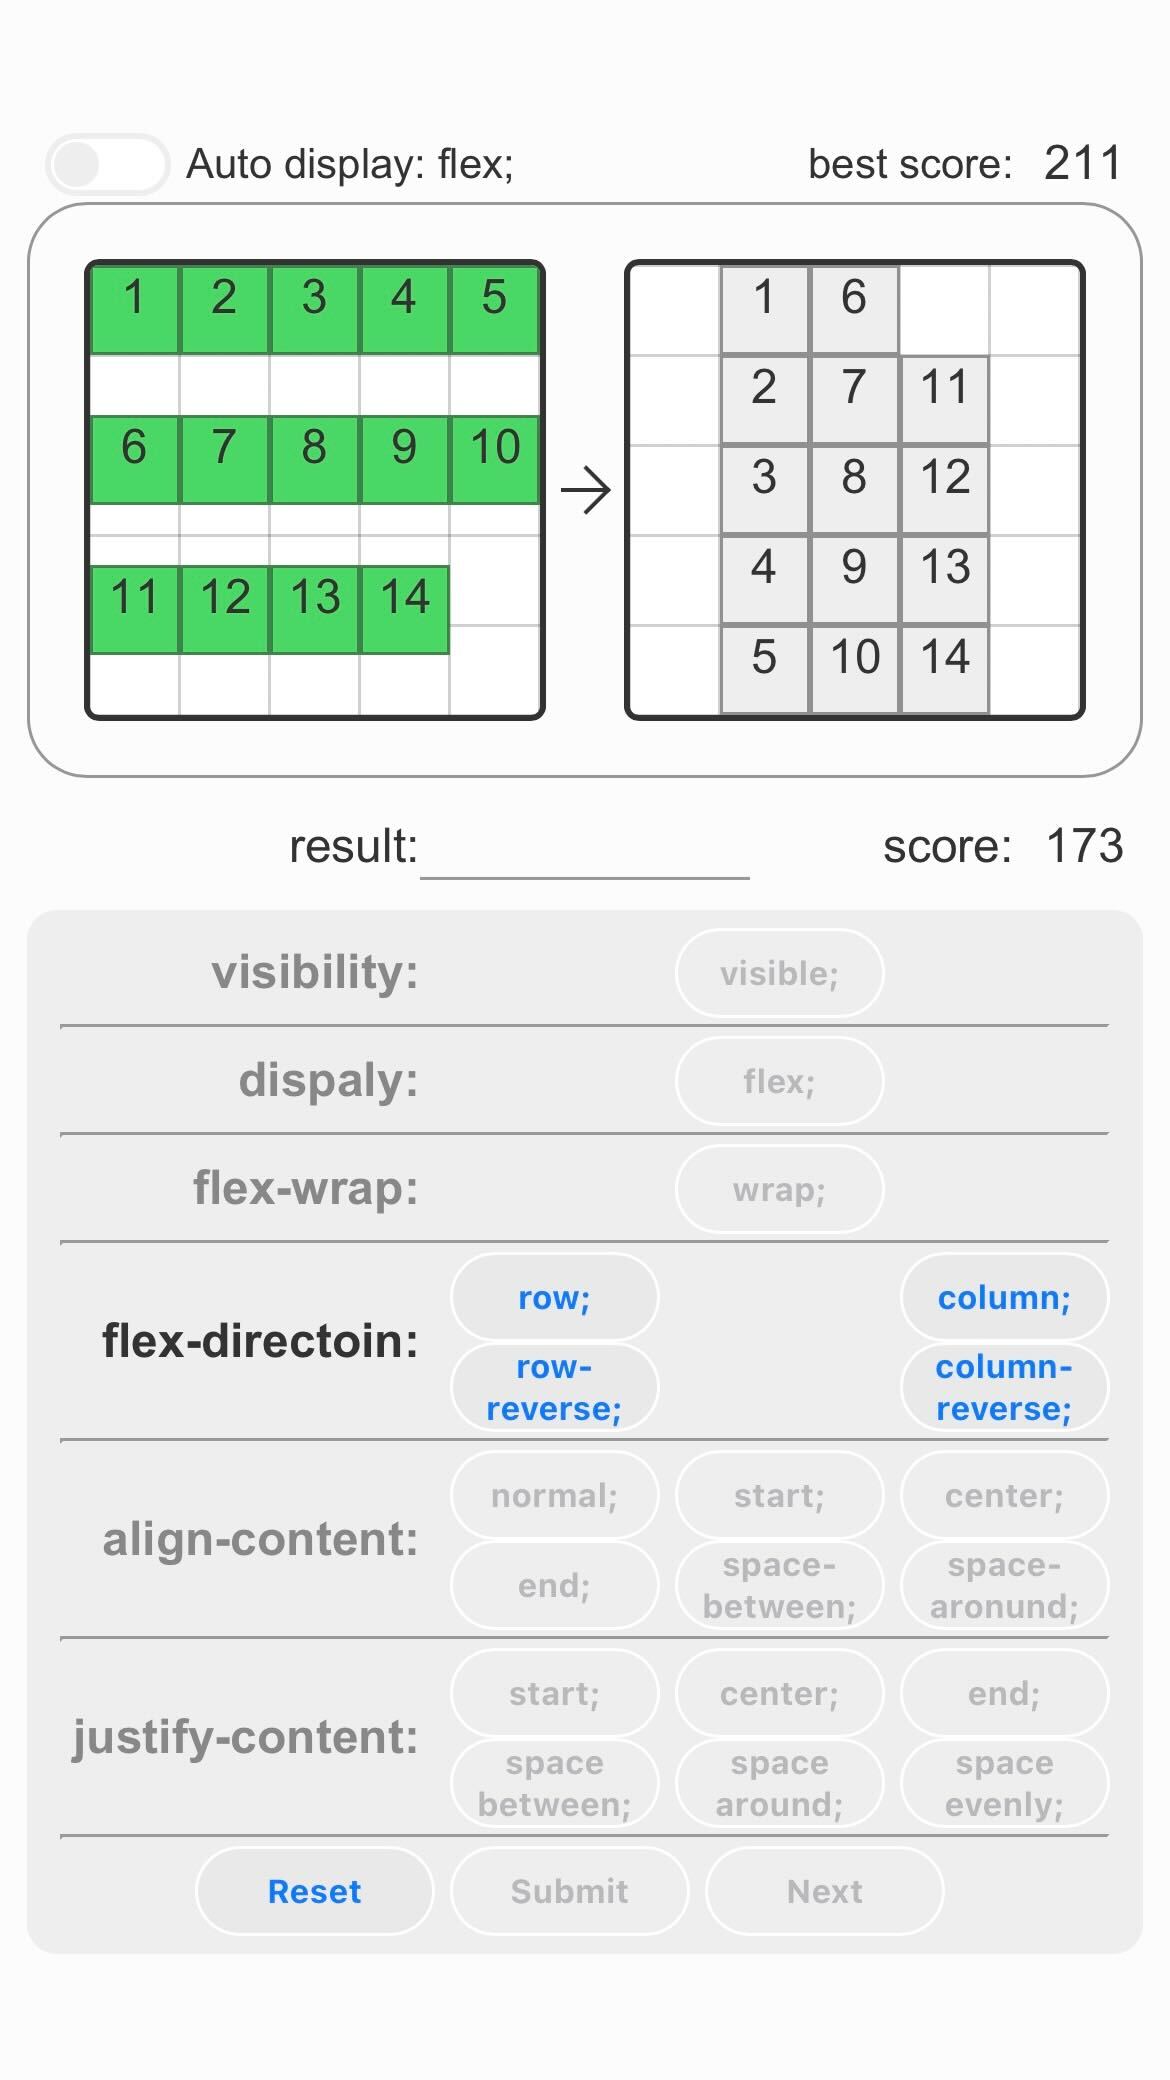 Auto display: flex; best score: 211
1 2 3 4 5
6 7 8 9 10
11 12 13 14
1 6
2 7 11
3 8 12
4 9 13
5 10 14
result: score: 173
visibility: visible;
dispaly: flex;
flex-wrap: wrap;
flex-directoin: row; column;
row-reverse; column-reverse;
align-content: normal; start; center;
end; space-between; space-aronund;
justify-content: start; center; end;
space between; space around; space evenly;
Reset Submit Next